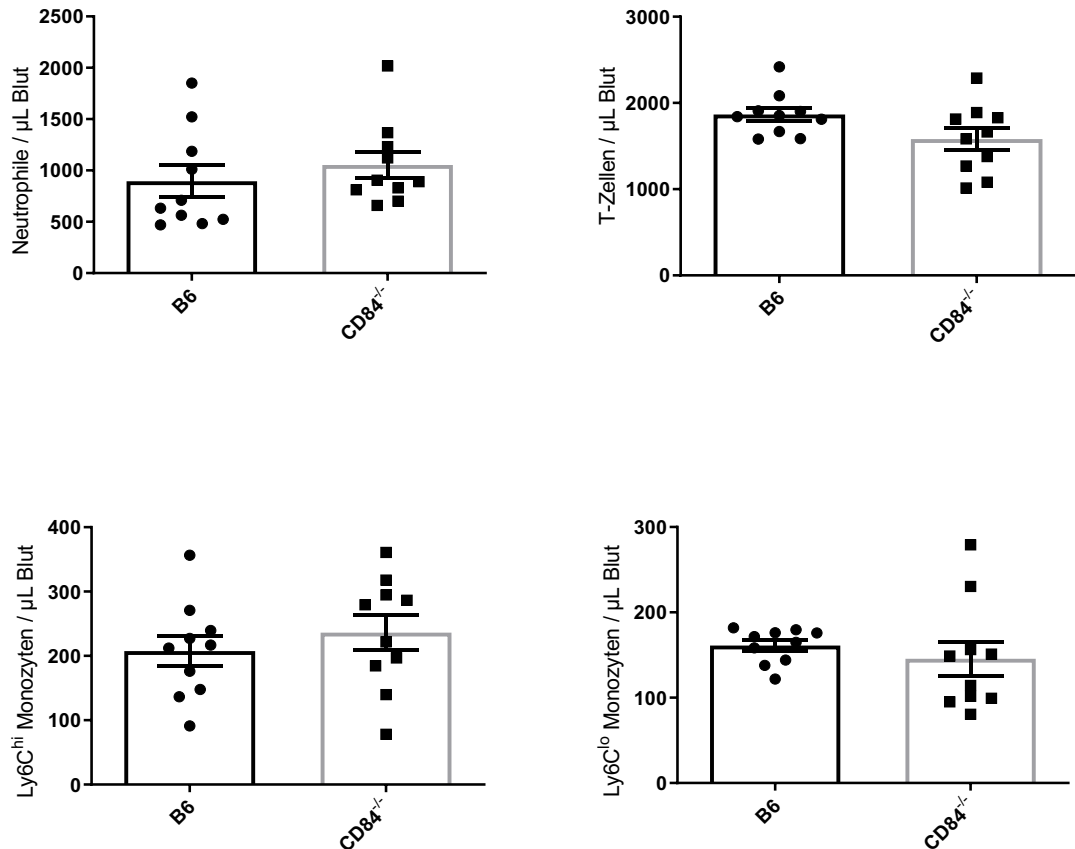 Neutrophile / µL Blut
2500
2000
1500
1000
500
0
B6
CD84-/-
T-Zellen / µL Blut
3000
2000
1000
0
B6
CD84-/-
Ly6Chi Monozyten / µL Blut
400
300
200
100
0
B6
CD84-/-
Ly6Clo Monozyten / µL Blut
300
200
100
0
B6
CD84-/-